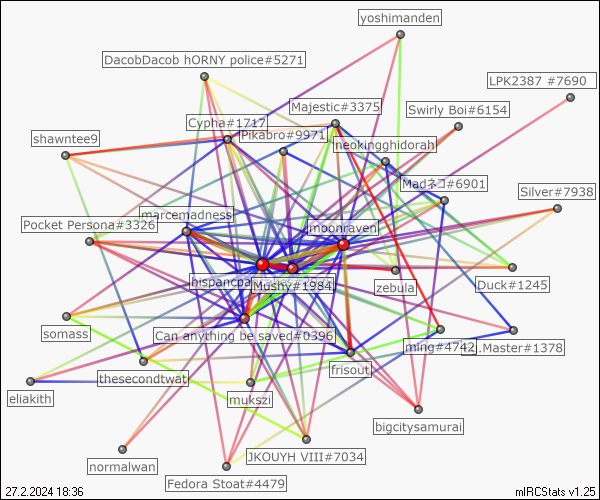 yoshimanden
DacobDacob hORNY police#5271
LPK2387 #7690
Majestic#3375
Swirly Boi#6154
Cypha#1717
Pikabro#9971
shawntee9
neokingghidorah
Madネコ#6901
Silver#7938
marcemadness
Pocket Persona#3326
moonraven
hispancpa
Mushy#1984
zebulal
Duck#1245
somass
Can anything be saved#0396
ming#4742
.Master#1378
thesecondtwat
frisout
eliakith
mukszi
bigcitysamurai
JKOUYH VIII#7034
normalwan
Fedora Stoat#4479
27.2.2024 18:36
mIRCStats v1.25